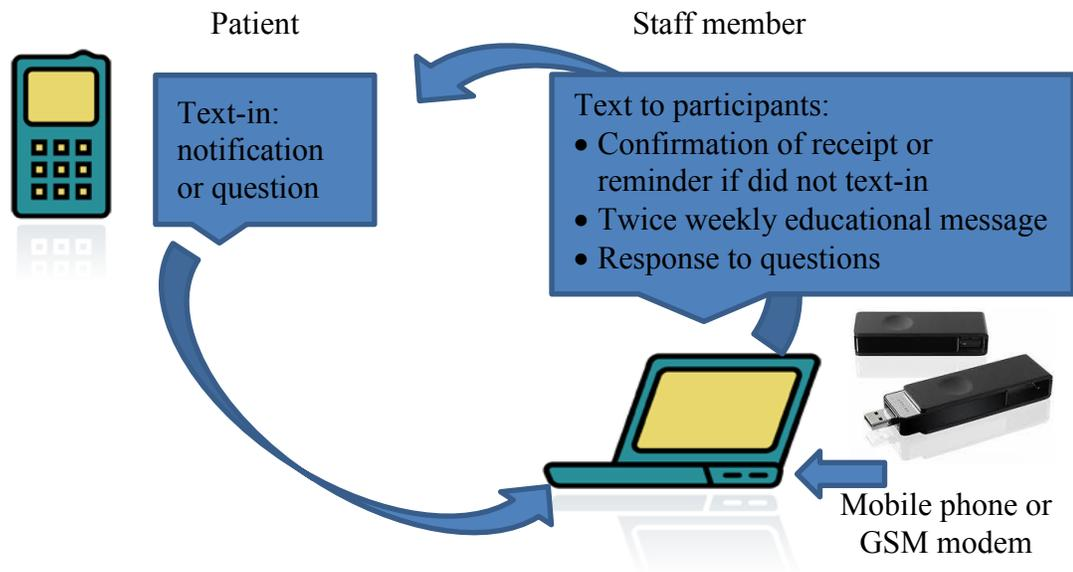 Patient
Staff member
Text-in:
notification
or question
Text to participants:
• Confirmation of receipt or
reminder if did not text-in
• Twice weekly educational message
• Response to questions
Mobile phone or
GSM modem